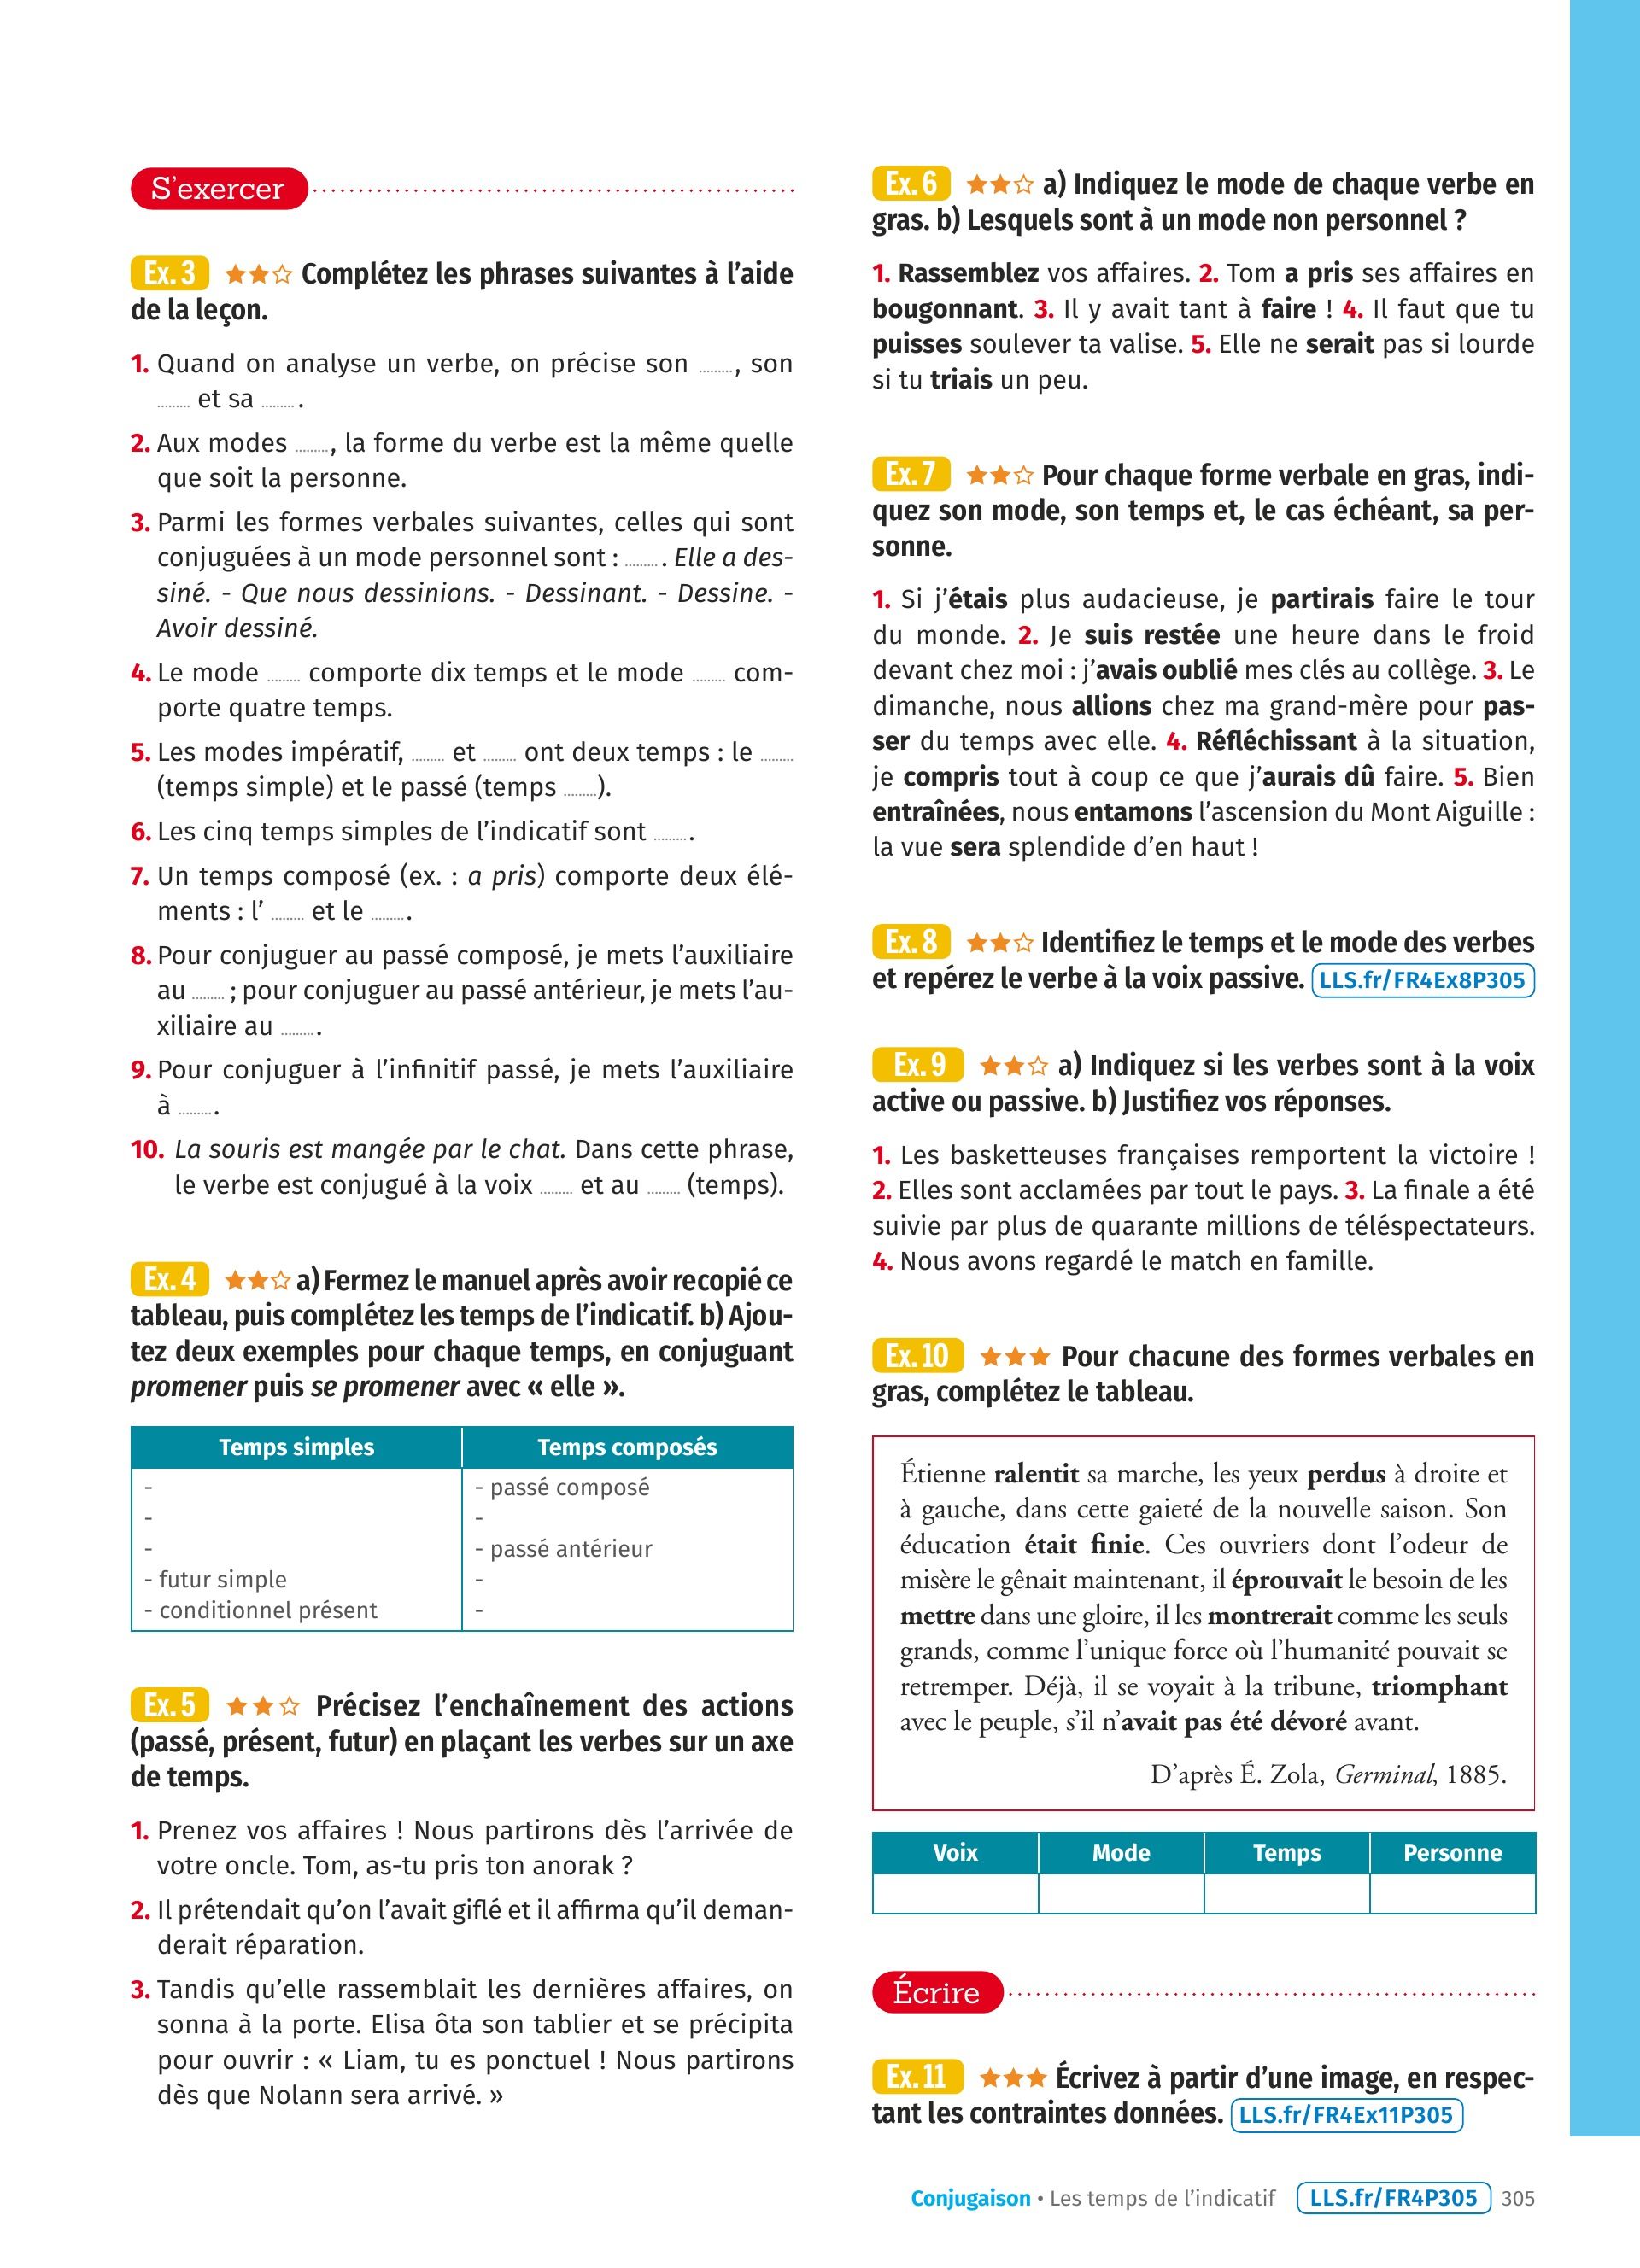 S'exercer
Ex. 3 ★★☆ Complétez les phrases suivantes à l'aide
de la leçon.
1. Quand on analyse un verbe, on précise son ........., son
......... et sa ......... .
2. Aux modes ........., la forme du verbe est la même quelle
que soit la personne.
3. Parmi les formes verbales suivantes, celles qui sont
conjuguées à un mode personnel sont : ......... . Elle a des-
siné. - Que nous dessinions. - Dessinant. - Dessine. -
Avoir dessiné.
4. Le mode ......... comporte dix temps et le mode ......... com-
porte quatre temps.
5. Les modes impératif, ......... et ......... ont deux temps : le .........
(temps simple) et le passé (temps .........).
6. Les cinq temps simples de l'indicatif sont ......... .
7. Un temps composé (ex. : a pris) comporte deux élé-
ments : l' ......... et le ......... .
8. Pour conjuguer au passé composé, je mets l'auxiliaire
au ......... ; pour conjuguer au passé antérieur, je mets l'au-
xiliaire au ......... .
9. Pour conjuguer à l'infinitif passé, je mets l'auxiliaire
à ......... .
10. La souris est mangée par le chat. Dans cette phrase,
le verbe est conjugué à la voix ......... et au ......... (temps).
Ex. 4 ★★☆ a) Fermez le manuel après avoir recopié ce
tableau, puis complétez les temps de l'indicatif. b) Ajou-
tez deux exemples pour chaque temps, en conjuguant
promener puis se promener avec « elle ».
Temps simples Temps composés
- - passé composé
- -
- - passé antérieur
- futur simple -
- conditionnel présent -
Ex. 5 ★★☆ Précisez l'enchaînement des actions
(passé, présent, futur) en plaçant les verbes sur un axe
de temps.
1. Prenez vos affaires ! Nous partirons dès l'arrivée de
votre oncle. Tom, as-tu pris ton anorak ?
2. Il prétendait qu'on l'avait giflé et il affirma qu'il deman-
derait réparation.
3. Tandis qu'elle rassemblait les dernières affaires, on
sonna à la porte. Elisa ôta son tablier et se précipita
pour ouvrir : « Liam, tu es ponctuel ! Nous partirons
dès que Nolann sera arrivé. »
Ex. 6 ★★☆ a) Indiquez le mode de chaque verbe en
gras. b) Lesquels sont à un mode non personnel ?
1. Rassemblez vos affaires. 2. Tom a pris ses affaires en
bougonnant. 3. Il y avait tant à faire ! 4. Il faut que tu
puisses soulever ta valise. 5. Elle ne serait pas si lourde
si tu triais un peu.
Ex. 7 ★★☆ Pour chaque forme verbale en gras, indi-
quez son mode, son temps et, le cas échéant, sa per-
sonne.
1. Si j'étais plus audacieuse, je partirais faire le tour
du monde. 2. Je suis restée une heure dans le froid
devant chez moi : j'avais oublié mes clés au collège. 3. Le
dimanche, nous allions chez ma grand-mère pour pas-
ser du temps avec elle. 4. Réfléchissant à la situation,
je compris tout à coup ce que j'aurais dû faire. 5. Bien
entraînées, nous entamons l'ascension du Mont Aiguille :
la vue sera splendide d'en haut !
Ex. 8 ★★☆ Identifiez le temps et le mode des verbes
et repérez le verbe à la voix passive. LLS.fr/FR4Ex8P305
Ex. 9 ★★☆ a) Indiquez si les verbes sont à la voix
active ou passive. b) Justifiez vos réponses.
1. Les basketteuses françaises remportent la victoire !
2. Elles sont acclamées par tout le pays. 3. La finale a été
suivie par plus de quarante millions de téléspectateurs.
4. Nous avons regardé le match en famille.
Ex. 10 ★★★ Pour chacune des formes verbales en
gras, complétez le tableau.
Étienne ralentit sa marche, les yeux perdus à droite et
à gauche, dans cette gaieté de la nouvelle saison. Son
éducation était finie. Ces ouvriers dont l'odeur de
misère le gênait maintenant, il éprouvait le besoin de les
mettre dans une gloire, il les montrerait comme les seuls
grands, comme l'unique force où l'humanité pouvait se
retremper. Déjà, il se voyait à la tribune, triomphant
avec le peuple, s'il n'avait pas été dévoré avant.
D'après É. Zola, Germinal, 1885.
Voix Mode Temps Personne
Écrire
Ex. 11 ★★★ Écrivez à partir d'une image, en respec-
tant les contraintes données. LLS.fr/FR4Ex11P305
Conjugaison • Les temps de l'indicatif LLS.fr/FR4P305 305